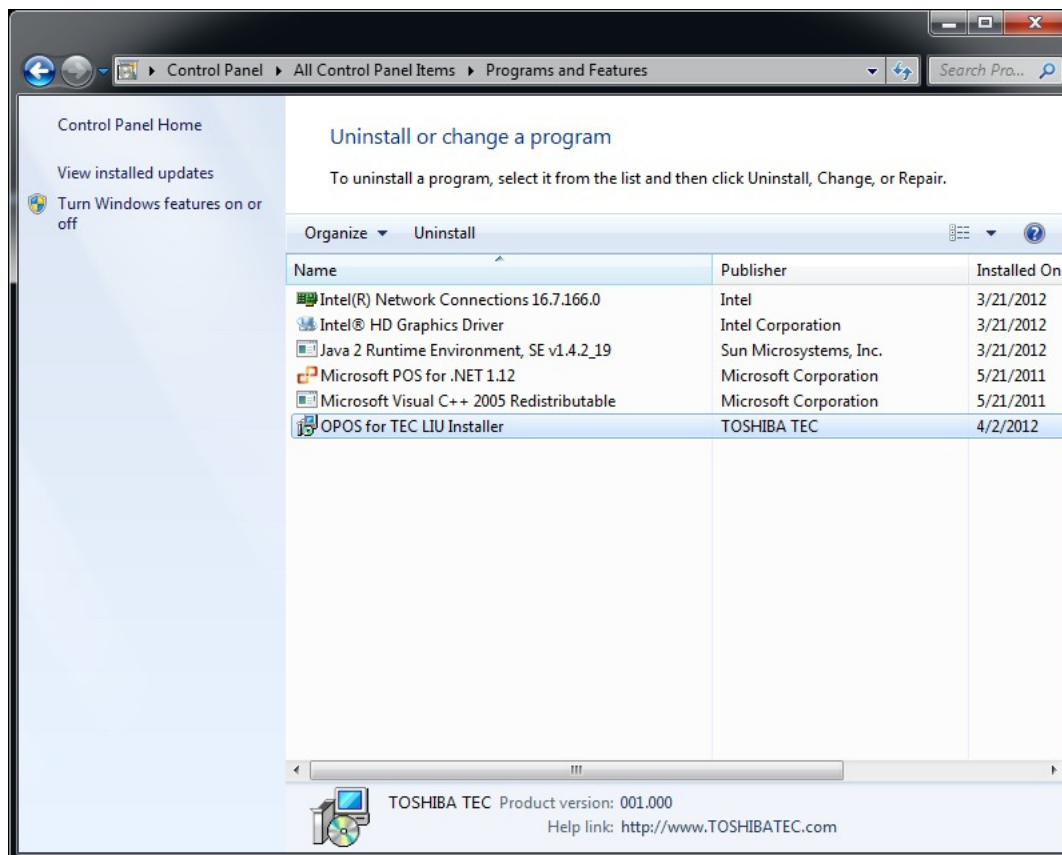 Control Panel ▸ All Control Panel Items ▸ Programs and Features
Search Pro...
Control Panel Home
View installed updates
Turn Windows features on or
off
Uninstall or change a program
To uninstall a program, select it from the list and then click Uninstall, Change, or Repair.
Organize Uninstall
Name Publisher Installed On
Intel(R) Network Connections 16.7.166.0 Intel 3/21/2012
Intel® HD Graphics Driver Intel Corporation 3/21/2012
Java 2 Runtime Environment, SE v1.4.2_19 Sun Microsystems, Inc. 3/21/2012
Microsoft POS for .NET 1.12 Microsoft Corporation 5/21/2011
Microsoft Visual C++ 2005 Redistributable Microsoft Corporation 5/21/2011
OPOS for TEC LIU Installer TOSHIBA TEC 4/2/2012
TOSHIBA TEC Product version: 001.000
Help link: http://www.TOSHIBATEC.com